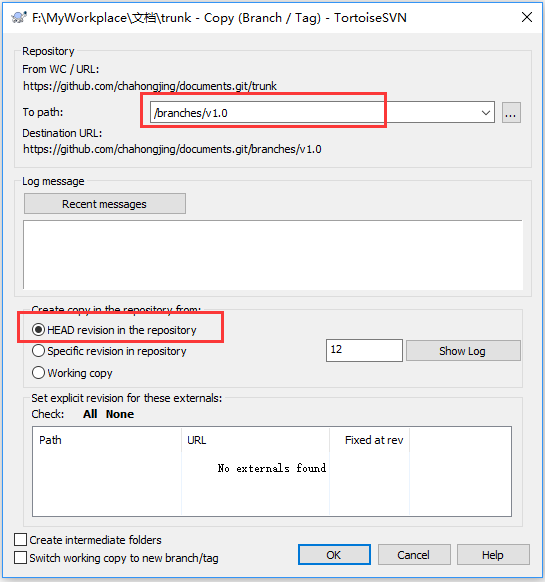 F:\MyWorkplace\文档\trunk - Copy (Branch / Tag) - TortoiseSVN
Repository
From WC / URL:
https://github.com/chahongjing/documents.git/trunk
To path:
/branches/v1.0
...
Destination URL:
https://github.com/chahongjing/documents.git/branches/v1.0
Log message
Recent messages
Create copy in the repository from:
HEAD revision in the repository
Specific revision in repository
12
Show Log
Working copy
Set explicit revision for these externals:
Check: All None
Path URL Fixed at rev
No externals found
Create intermediate folders
Switch working copy to new branch/tag
OK Cancel Help